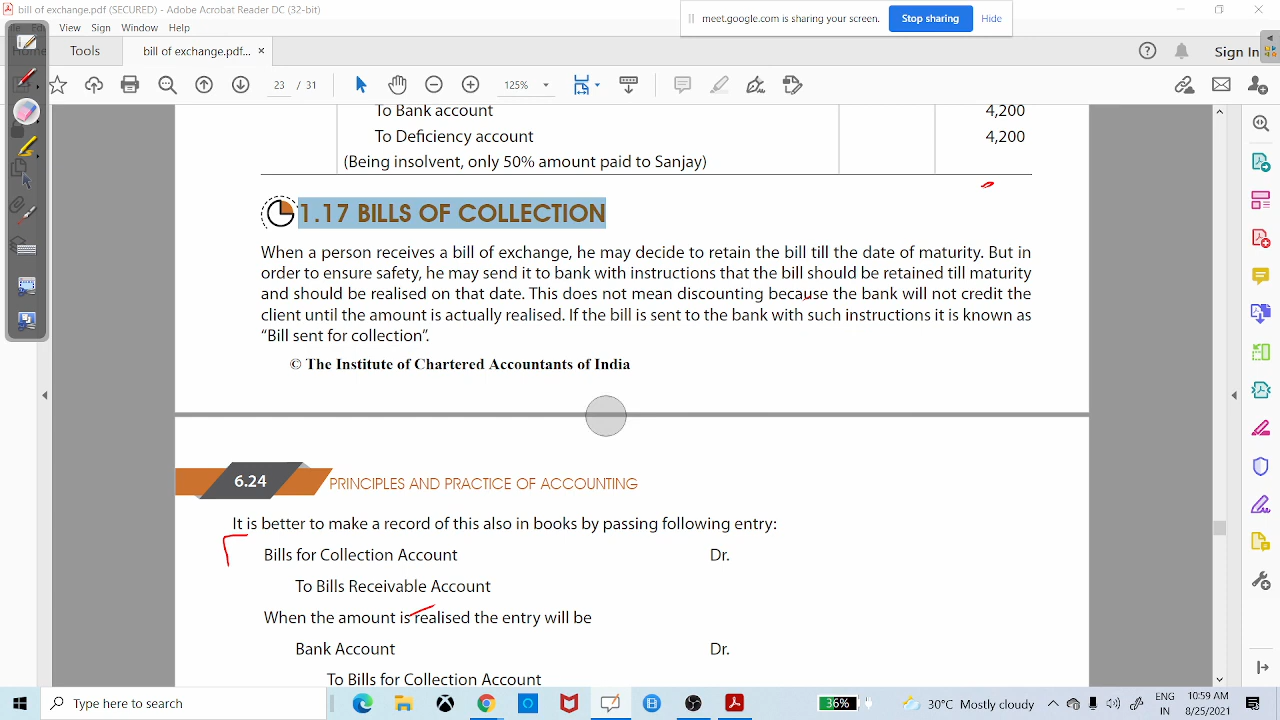 bill of exchange.pdf (SECURED) - Adobe Acrobat Reader DC (32-bit)
meet.google.com is sharing your screen.
Stop sharing
Hide
View Sign Window Help
Tools
bill of exchange.pdf... ×
Sign In
23 / 31
125%
To Bank account 4,200
To Deficiency account 4,200
(Being insolvent, only 50% amount paid to Sanjay)
1.17 BILLS OF COLLECTION
When a person receives a bill of exchange, he may decide to retain the bill till the date of maturity. But in
order to ensure safety, he may send it to bank with instructions that the bill should be retained till maturity
and should be realised on that date. This does not mean discounting because the bank will not credit the
client until the amount is actually realised. If the bill is sent to the bank with such instructions it is known as
“Bill sent for collection”.
© The Institute of Chartered Accountants of India
6.24 PRINCIPLES AND PRACTICE OF ACCOUNTING
It is better to make a record of this also in books by passing following entry:
Bills for Collection Account Dr.
To Bills Receivable Account
When the amount is realised the entry will be
Bank Account Dr.
To Bills for Collection Account
Type here to search
36%
30°C Mostly cloudy
ENG
IN
10:59 AM
8/25/2021